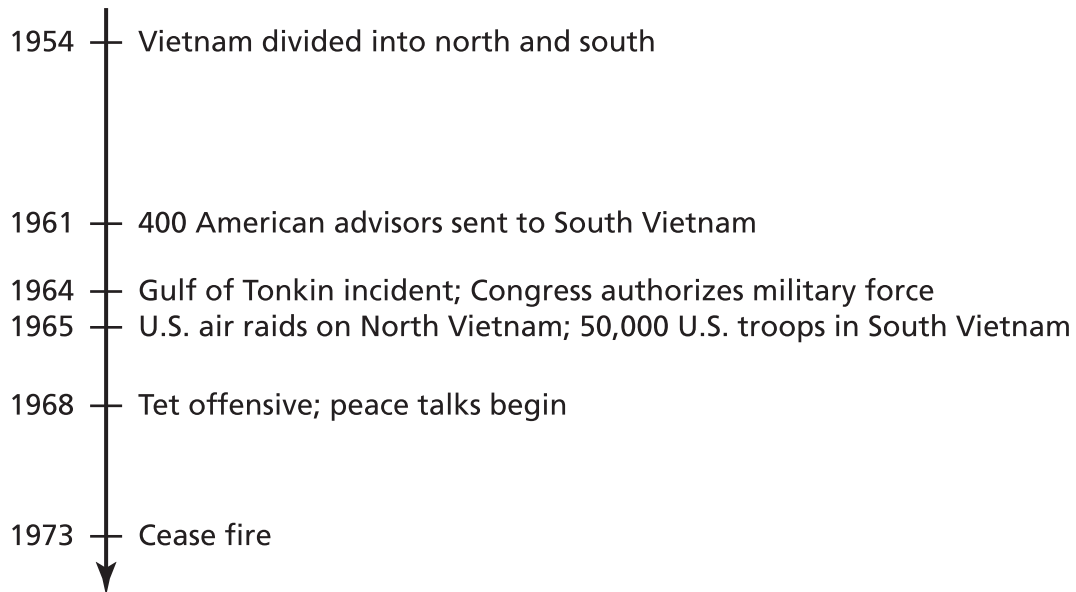 1954 Vietnam divided into north and south
1961 400 American advisors sent to South Vietnam
1964 Gulf of Tonkin incident; Congress authorizes military force
1965 U.S. air raids on North Vietnam; 50,000 U.S. troops in South Vietnam
1968 Tet offensive; peace talks begin
1973 Cease fire